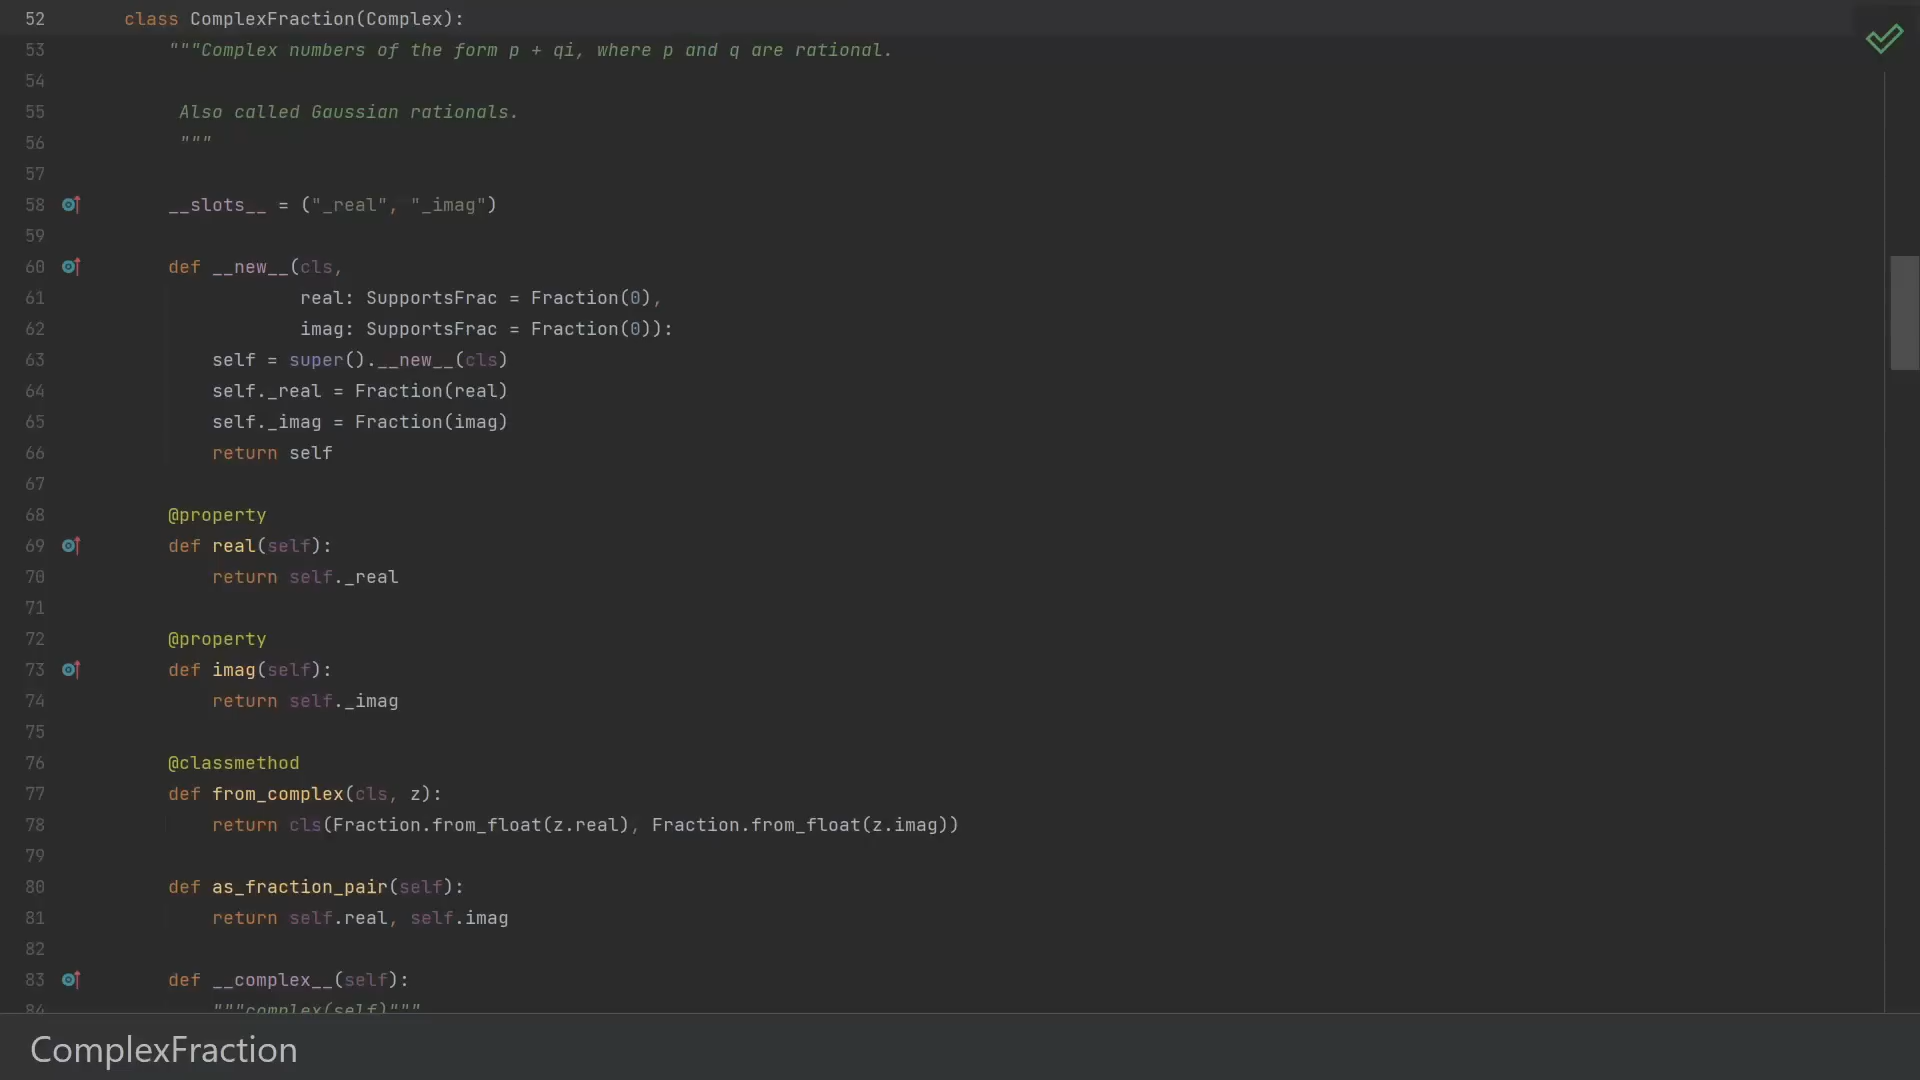 52 class ComplexFraction(Complex):
53 """Complex numbers of the form p + qi, where p and q are rational.
54
55 Also called Gaussian rationals.
56 """
57
58 __slots__ = ("_real", "_imag")
59
60 def __new__(cls,
61 real: SupportsFrac = Fraction(0),
62 imag: SupportsFrac = Fraction(0)):
63 self = super().__new__(cls)
64 self._real = Fraction(real)
65 self._imag = Fraction(imag)
66 return self
67
68 @property
69 def real(self):
70 return self._real
71
72 @property
73 def imag(self):
74 return self._imag
75
76 @classmethod
77 def from_complex(cls, z):
78 return cls(Fraction.from_float(z.real), Fraction.from_float(z.imag))
79
80 def as_fraction_pair(self):
81 return self.real, self.imag
82
83 def __complex__(self):
84 """complex(self)"""
ComplexFraction